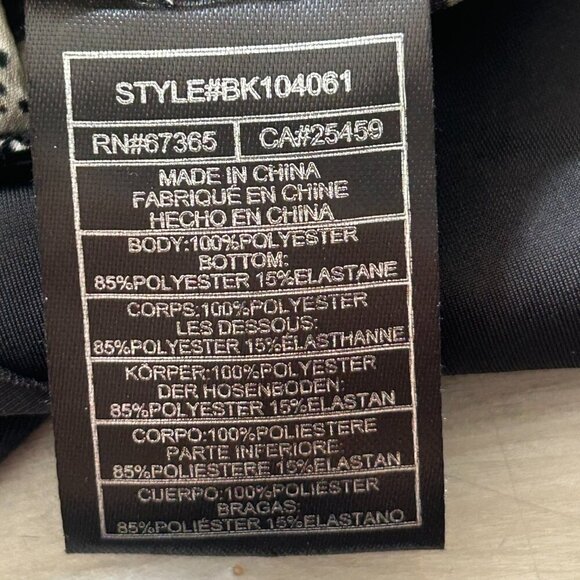 STYLE#BK104061
RN#67365 CA#25459
MADE IN CHINA
FABRIQUÉ EN CHINE
HECHO EN CHINA
BODY:100%POLYESTER
BOTTOM:
85%POLYESTER 15%ELASTANE
CORPS:100%POLYESTER
LES DESSOUS:
85%POLYESTER 15%ELASTHANNE
KÖRPER:100%POLYESTER
DER HOSENBODEN:
85%POLYESTER 15%ELASTAN
CORPO:100%POLIESTERE
PARTE INFERIORE:
85%POLIESTERE 15%ELASTAN
CUERPO:100%POLIÉSTER
BRAGAS:
85%POLIÉSTER 15%ELASTANO